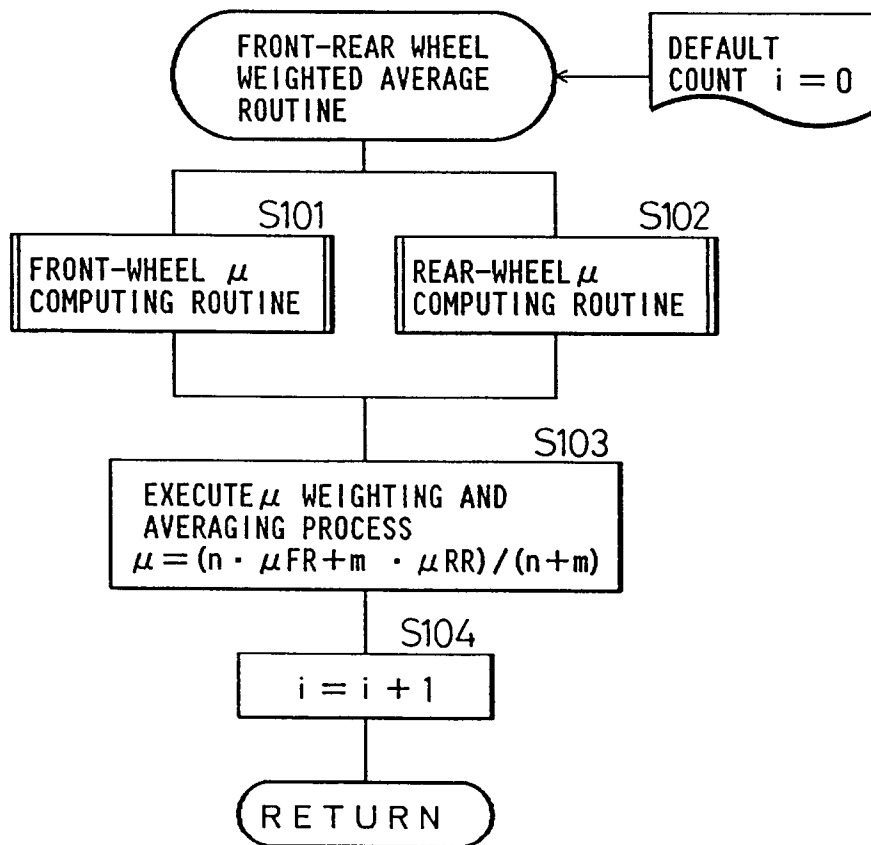 FRONT-REAR WHEEL
WEIGHTED AVERAGE
ROUTINE
DEFAULT
COUNT i = 0
S101
FRONT-WHEEL μ
COMPUTING ROUTINE
S102
REAR-WHEEL μ
COMPUTING ROUTINE
S103
EXECUTE μ WEIGHTING AND
AVERAGING PROCESS
μ = (n · μFR+m · μRR)/(n+m)
S104
i = i + 1
RETURN